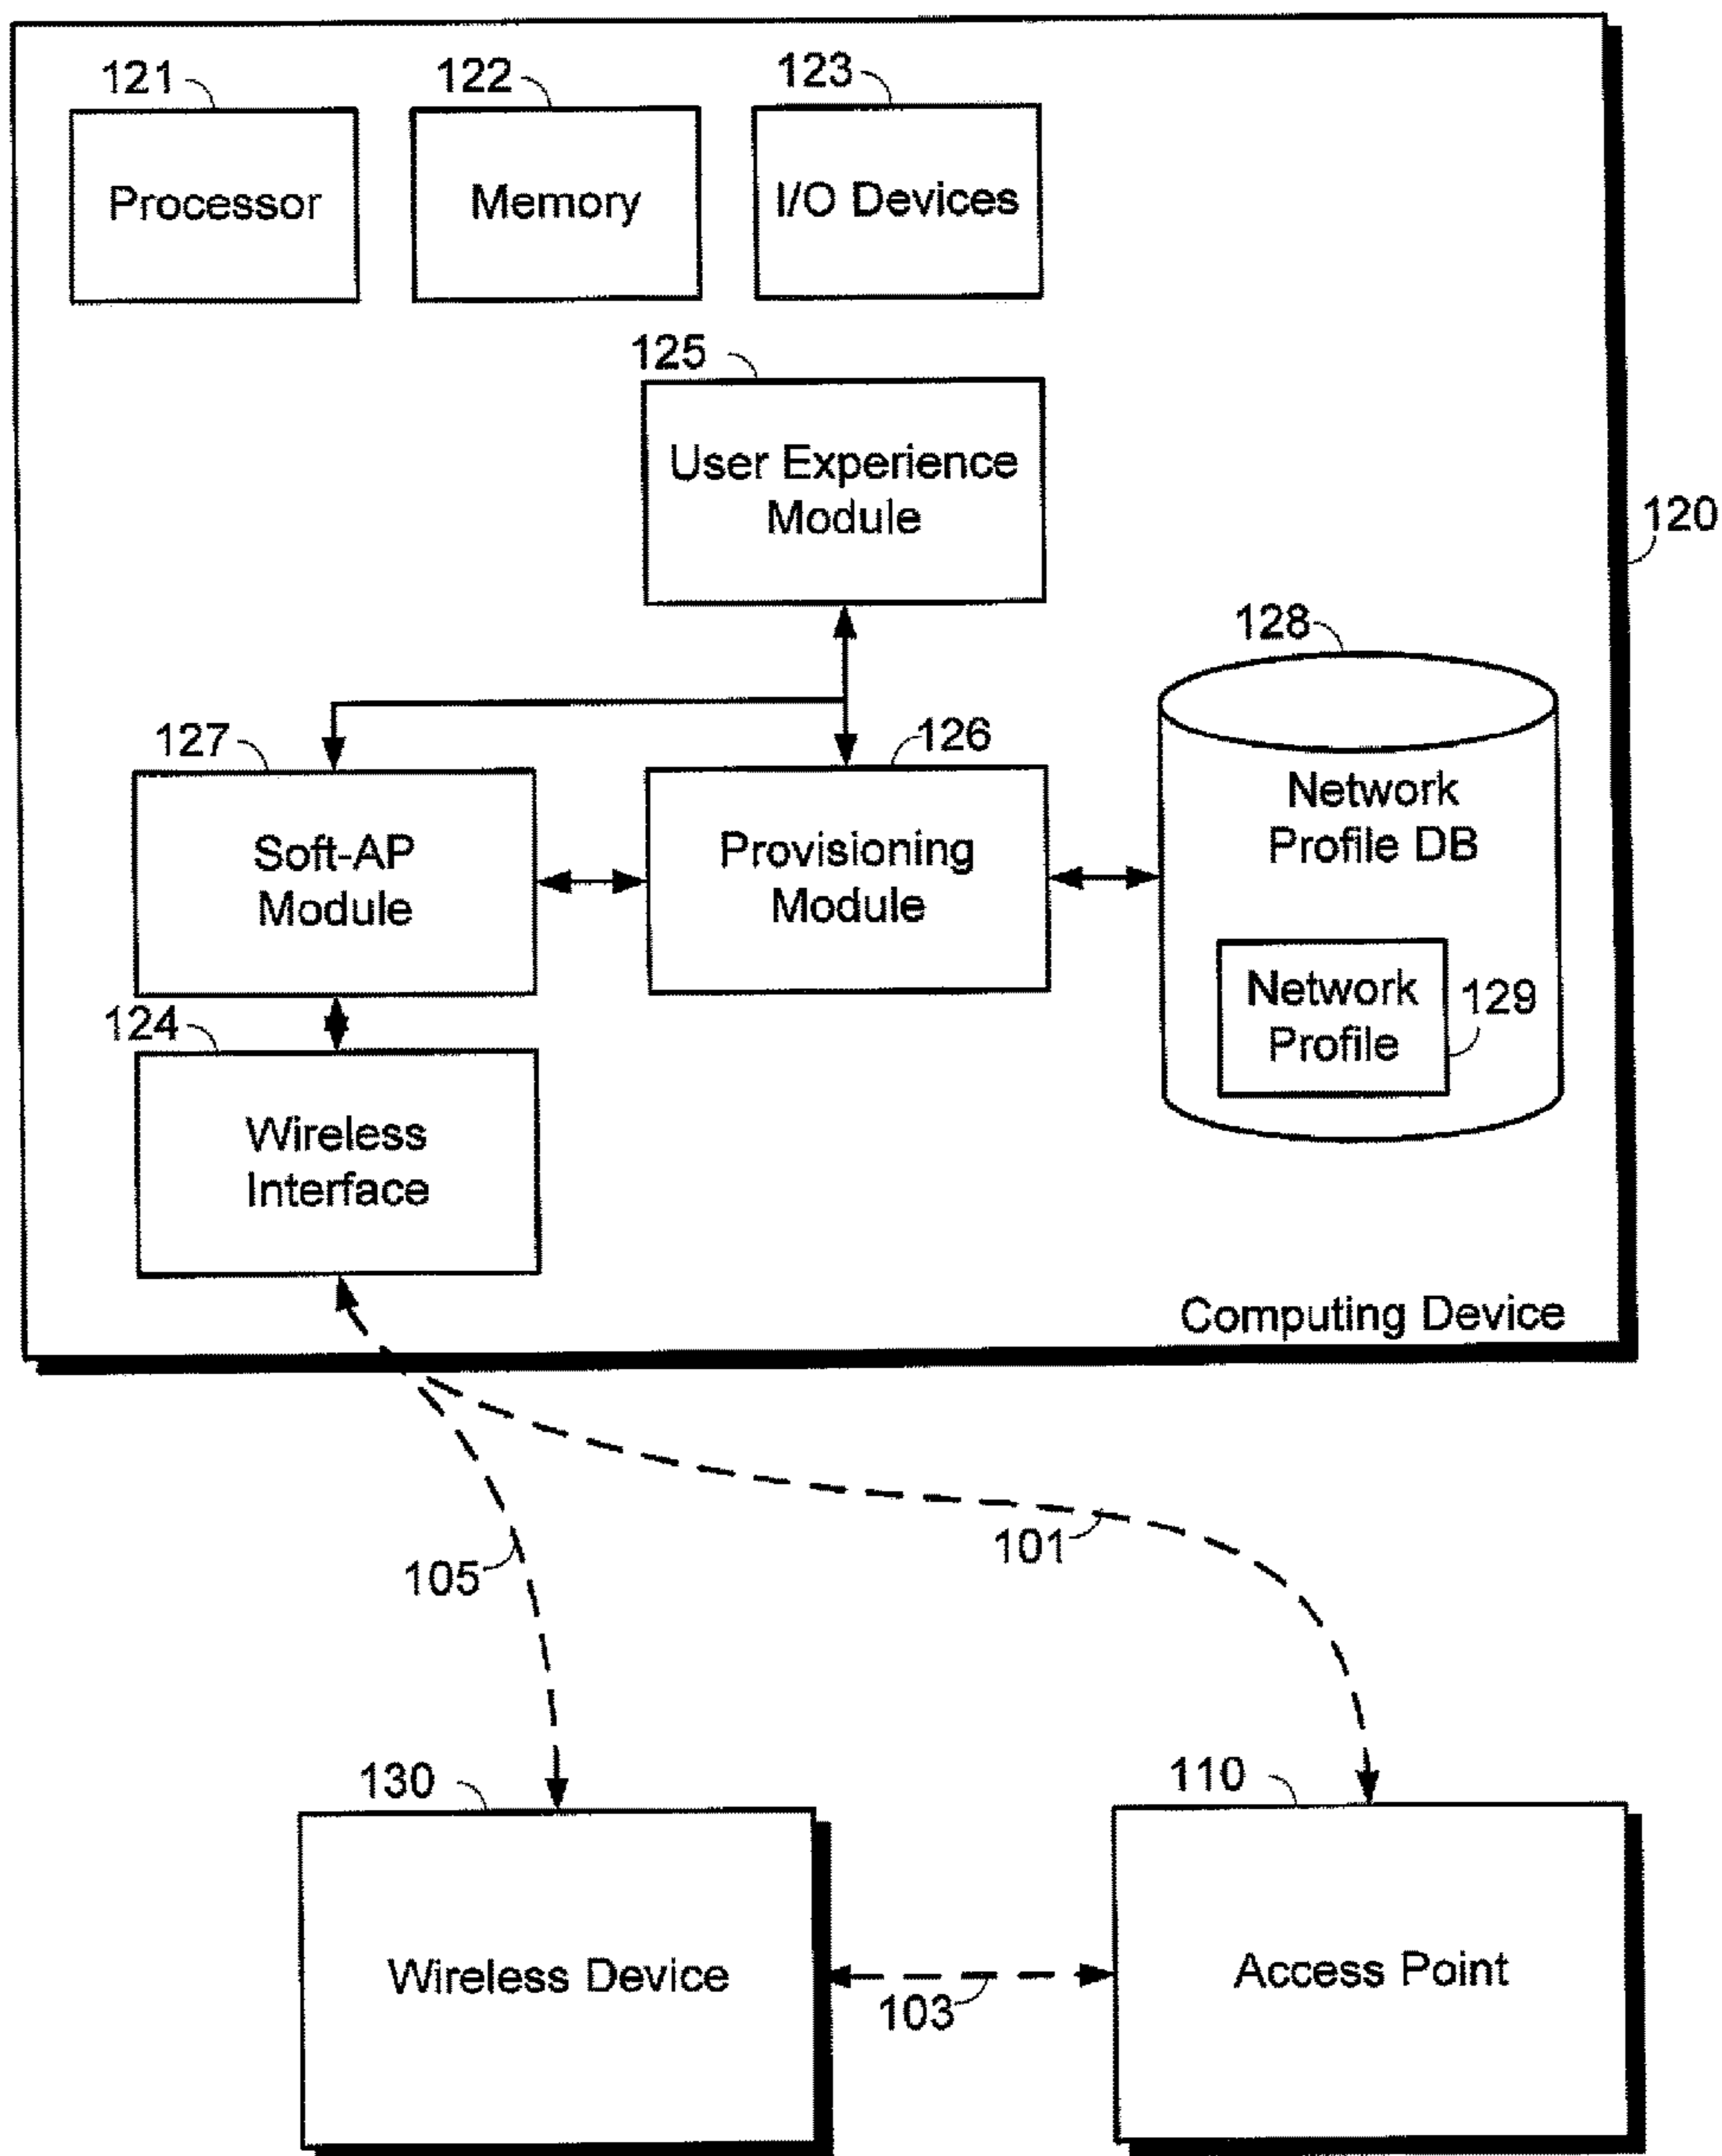 121
122
123
Processor
Memory
I/O Devices
125
User Experience
Module
120
128
127
126
Network
Profile DB
Soft-AP
Module
Provisioning
Module
Network
Profile
129
124
Wireless
Interface
Computing Device
105
101
130
110
Wireless Device
Access Point
103